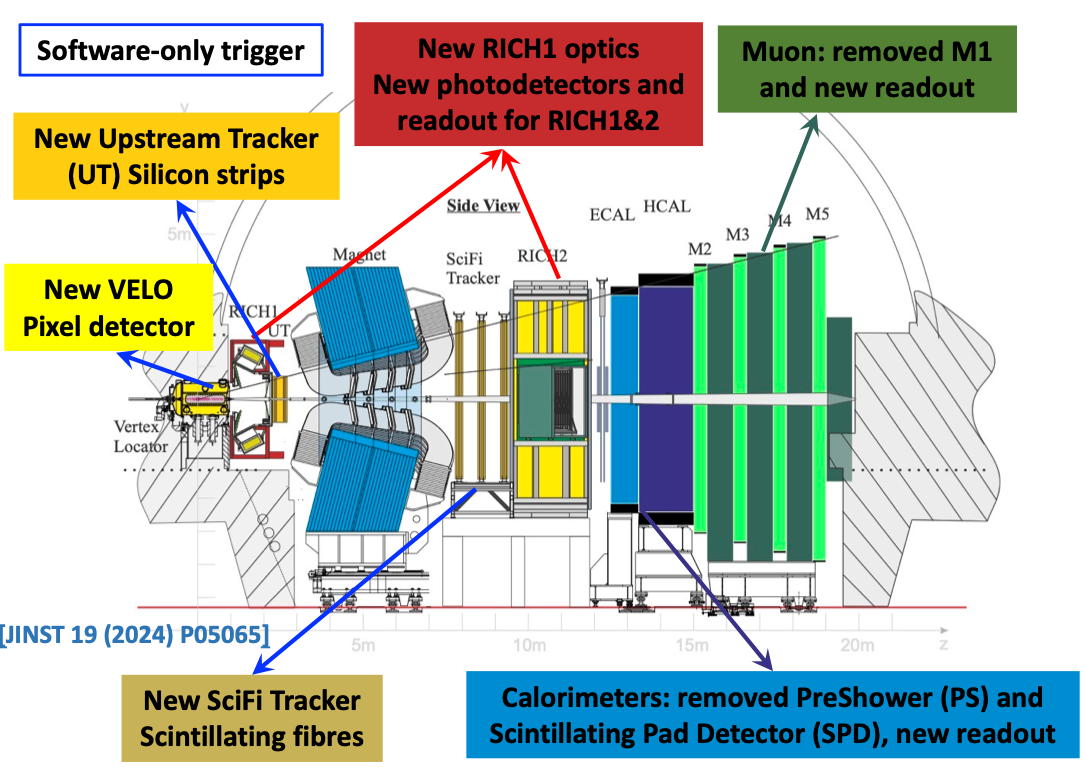 Software-only trigger
New RICH1 optics
New photodetectors and
readout for RICH1&2
Muon: removed M1
and new readout
New Upstream Tracker
(UT) Silicon strips
y
5m
New VELO
Pixel detector
Side View
ECAL
HCAL
M2
M3
M4
M5
Magnet
SciFi
Tracker
RICH2
RICH1
UT
Vertex
Locator
[JINST 19 (2024) P05065]
5m
10m
15m
20m
z
New SciFi Tracker
Scintillating fibres
Calorimeters: removed PreShower (PS) and
Scintillating Pad Detector (SPD), new readout